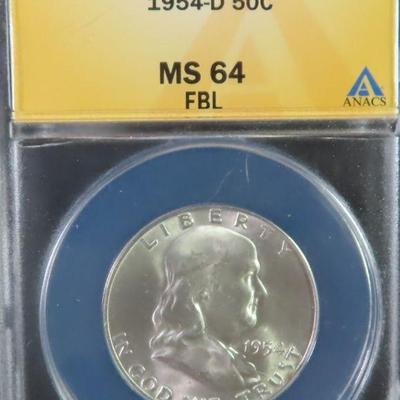 1954-D 50C
MS 64
FBL
ANACS
LIBERTY
1954
IN GOD WE TRUST